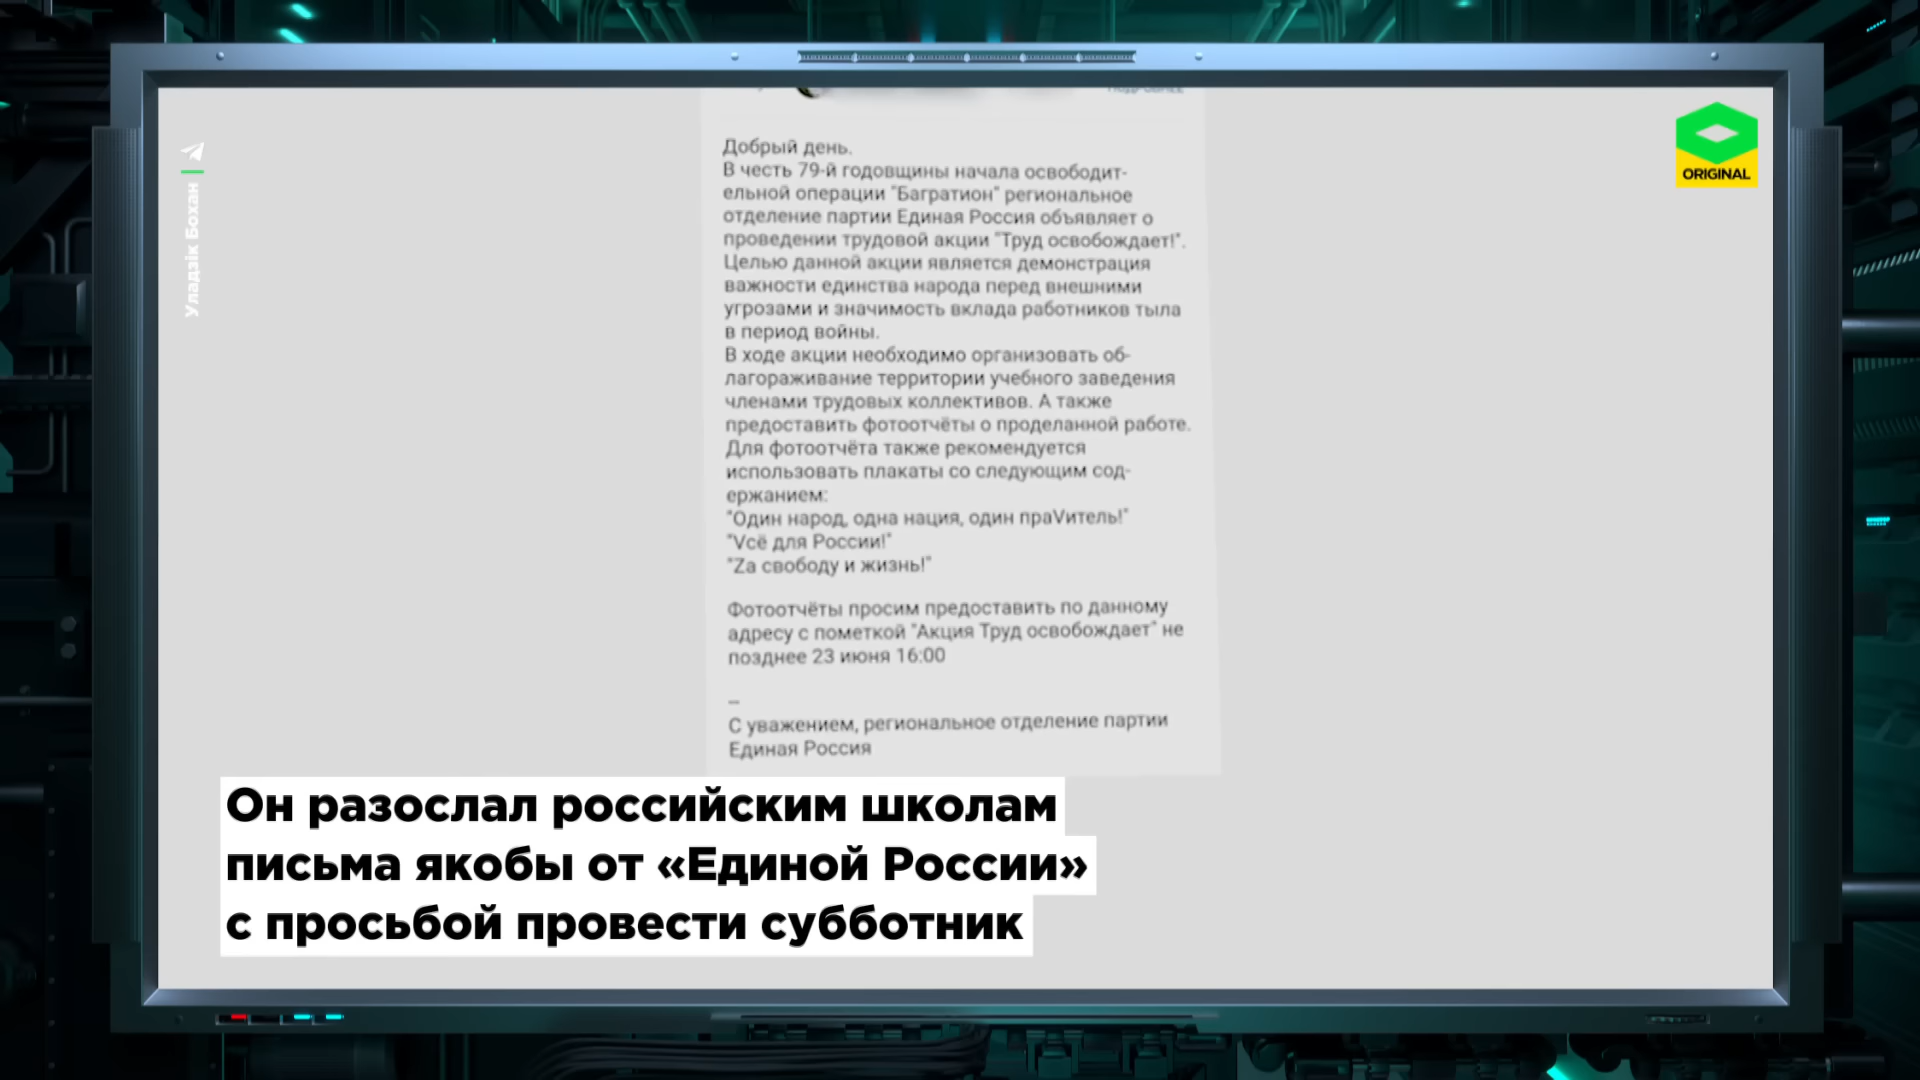 Добрый день.
В честь 79-й годовщины начала освободит-
ельной операции "Багратион" региональное
отделение партии Единая Россия объявляет о
проведении трудовой акции "Труд освобождает!".
Целью данной акции является демонстрация
важности единства народа перед внешними
угрозами и значимость вклада работников тыла
в период войны.
В ходе акции необходимо организовать об-
лагораживание территории учебного заведения
членами трудовых коллективов. А также
предоставить фотоотчёты о проделанной работе.
Для фотоотчёта также рекомендуется
использовать плакаты со следующим сод-
ержанием:
"Один народ, одна нация, один праVитель!"
"Vсё для России!"
"Zа свободу и жизнь!"
Фотоотчёты просим предоставить по данному
адресу с пометкой "Акция Труд освобождает" не
позднее 23 июня 16:00
--
С уважением, региональное отделение партии
Единая Россия
Уладзік Бохан
ORIGINAL
Он разослал российским школам
письма якобы от «Единой России»
с просьбой провести субботник